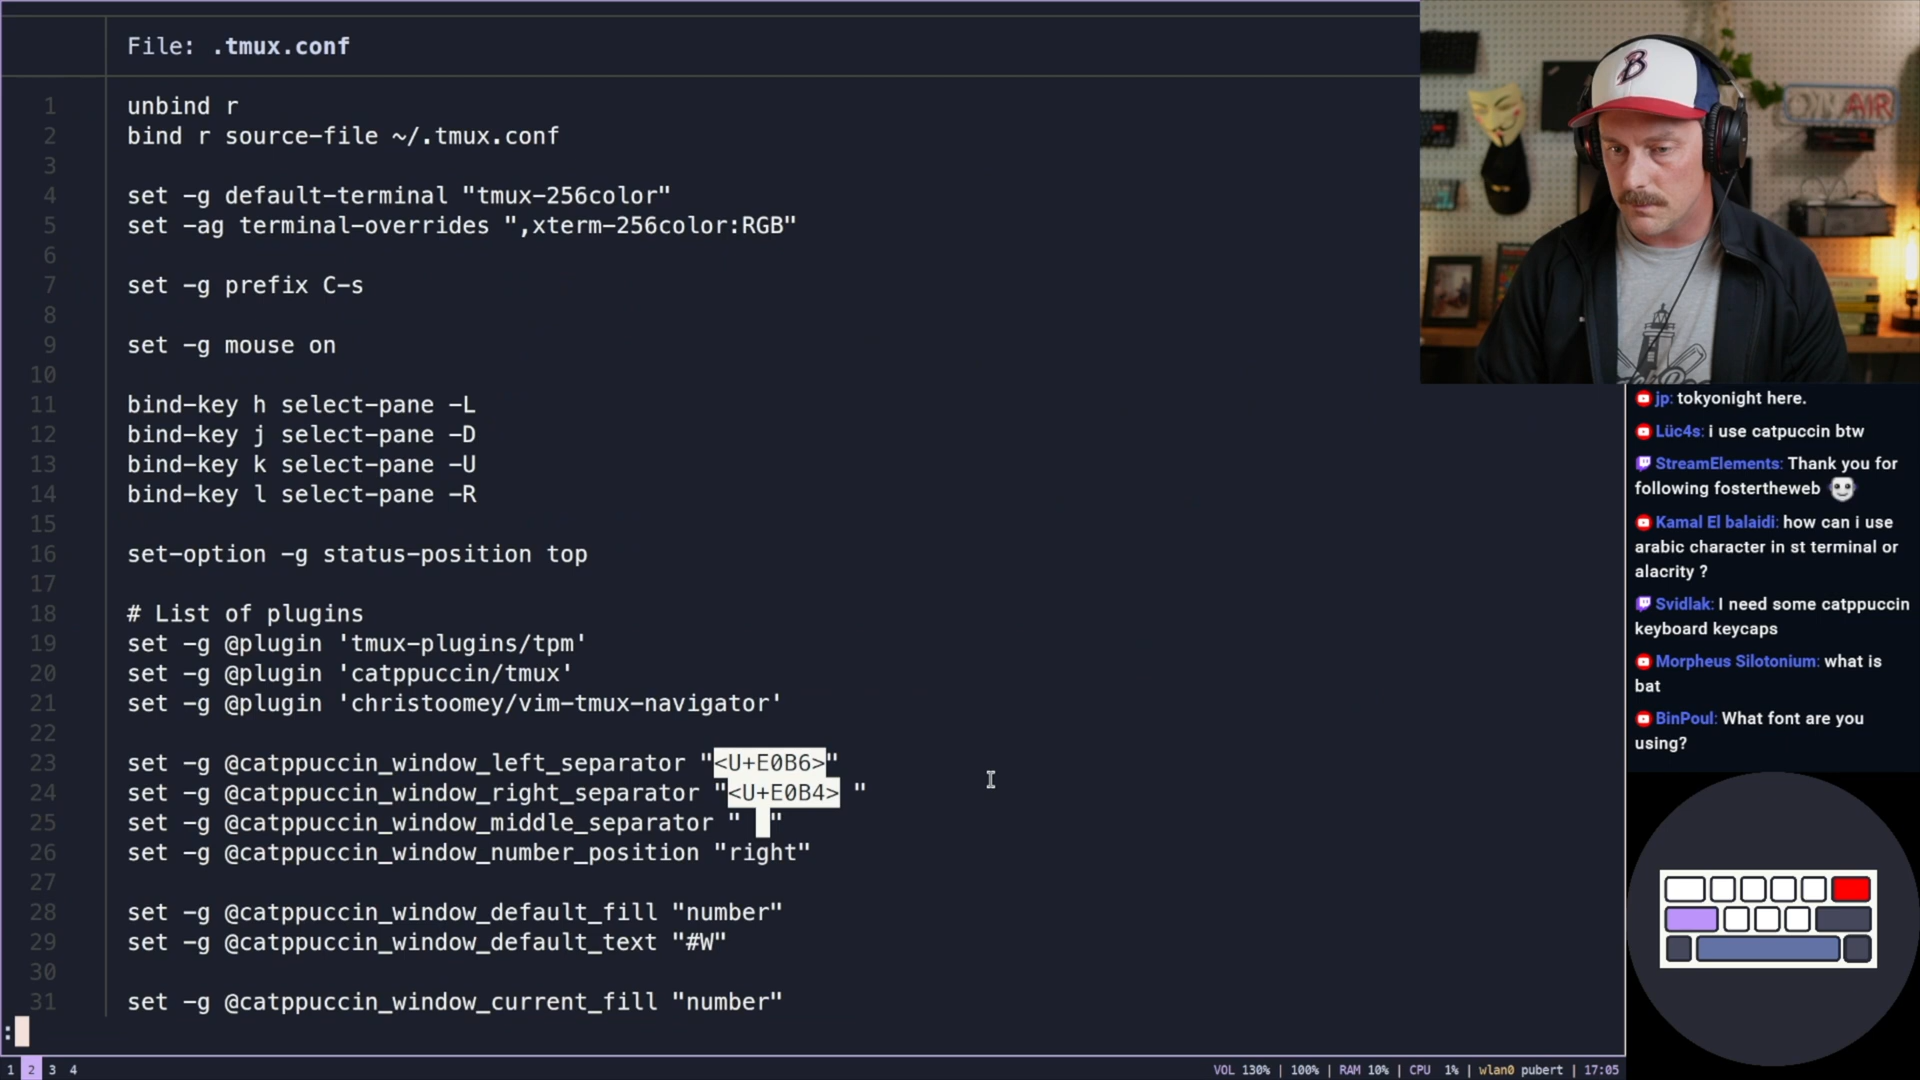 File: .tmux.conf
1 unbind r
2 bind r source-file ~/.tmux.conf
3
4 set -g default-terminal "tmux-256color"
5 set -ag terminal-overrides ",xterm-256color:RGB"
6
7 set -g prefix C-s
8
9 set -g mouse on
10
11 bind-key h select-pane -L
12 bind-key j select-pane -D
13 bind-key k select-pane -U
14 bind-key l select-pane -R
15
16 set-option -g status-position top
17
18 # List of plugins
19 set -g @plugin 'tmux-plugins/tpm'
20 set -g @plugin 'catppuccin/tmux'
21 set -g @plugin 'christoomey/vim-tmux-navigator'
22
23 set -g @catppuccin_window_left_separator "<U+E0B6>"
24 set -g @catppuccin_window_right_separator "<U+E0B4> "
25 set -g @catppuccin_window_middle_separator "  "
26 set -g @catppuccin_window_number_position "right"
27
28 set -g @catppuccin_window_default_fill "number"
29 set -g @catppuccin_window_default_text "#W"
30
31 set -g @catppuccin_window_current_fill "number"
:
1 2 3 4
VOL 130% | 100% | RAM 10% | CPU 1% | wlan0 pubert | 17:05
B
ON AIR
jp: tokyonight here.
Lüc4s: i use catpuccin btw
StreamElements: Thank you for
following fostertheweb
Kamal El balaidi: how can i use
arabic character in st terminal or
alacrity ?
Svidlak: I need some catppuccin
keyboard keycaps
Morpheus Silotonium: what is
bat
BinPoul: What font are you
using?